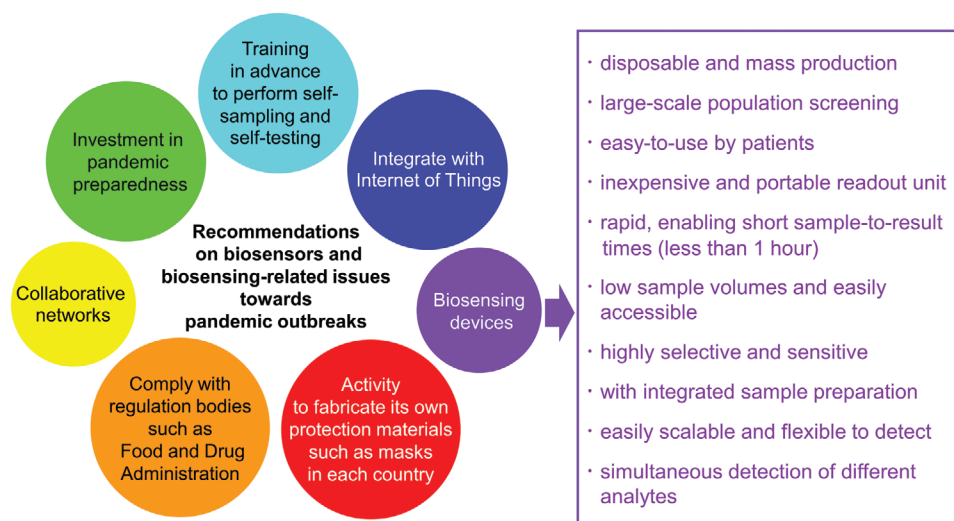 Training
in advance
to perform self-
sampling and
self-testing
Integrate with
Internet of Things
Biosensing
devices
Activity
to fabricate its own
protection materials
such as masks
in each country
Comply with
regulation bodies
such as
Food and Drug
Administration
Collaborative
networks
Investment in
pandemic
preparedness
Recommendations
on biosensors and
biosensing-related issues
towards
pandemic outbreaks
· disposable and mass production
· large-scale population screening
· easy-to-use by patients
· inexpensive and portable readout unit
· rapid, enabling short sample-to-result
times (less than 1 hour)
· low sample volumes and easily
accessible
· highly selective and sensitive
· with integrated sample preparation
· easily scalable and flexible to detect
· simultaneous detection of different
analytes